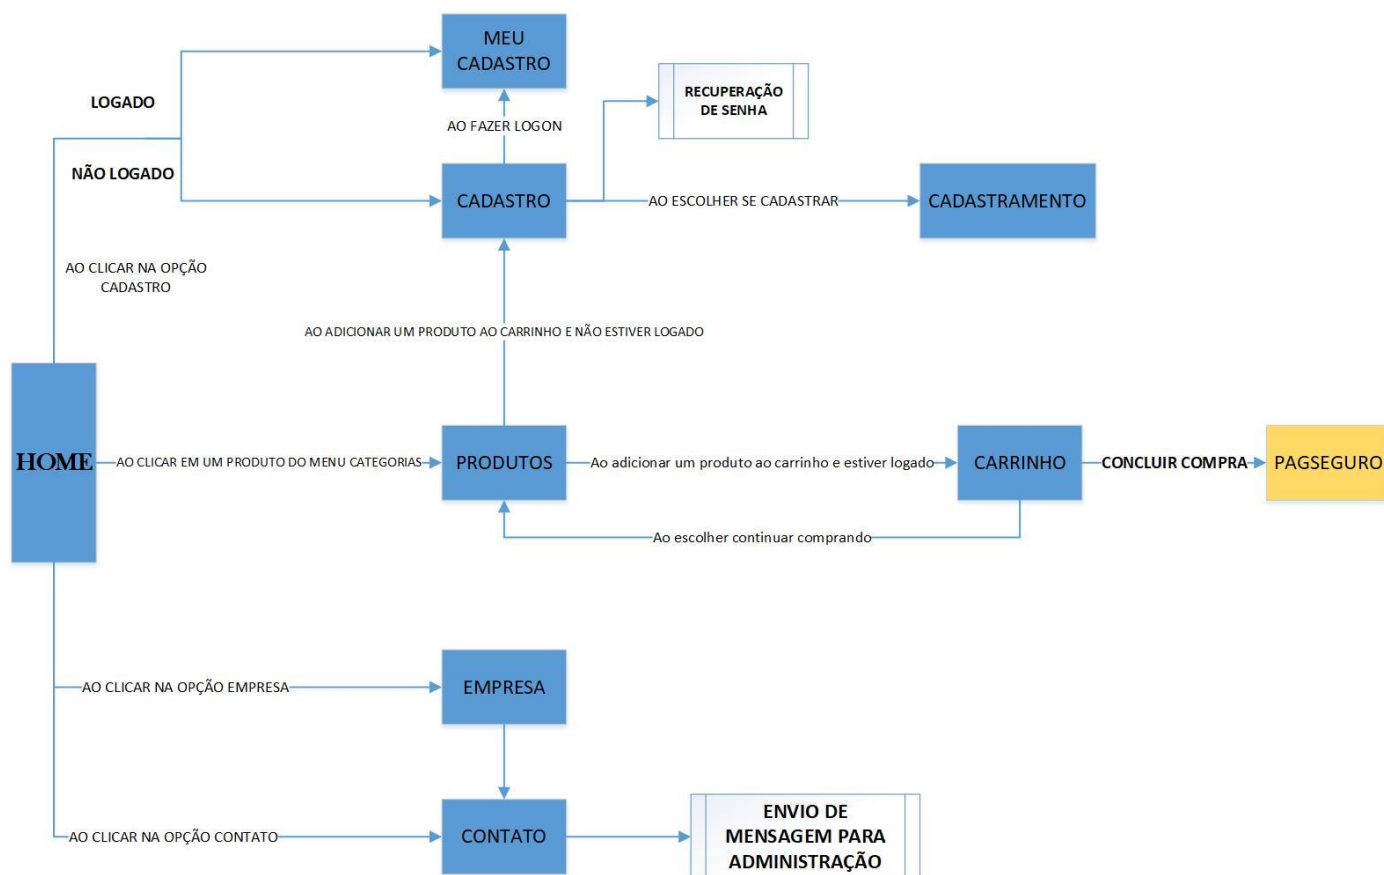 MEU
CADASTRO
LOGADO
RECUPERAÇÃO
DE SENHA
AO FAZER LOGON
NÃO LOGADO
CADASTRO
AO ESCOLHER SE CADASTRAR
CADASTRAMENTO
AO CLICAR NA OPÇÃO
CADASTRO
AO ADICIONAR UM PRODUTO AO CARRINHO E NÃO ESTIVER LOGADO
HOME
AO CLICAR EM UM PRODUTO DO MENU CATEGORIAS
PRODUTOS
Ao adicionar um produto ao carrinho e estiver logado
CARRINHO
CONCLUIR COMPRA
PAGSEGURO
Ao escolher continuar comprando
AO CLICAR NA OPÇÃO EMPRESA
EMPRESA
AO CLICAR NA OPÇÃO CONTATO
CONTATO
ENVIO DE
MENSAGEM PARA
ADMINISTRAÇÃO